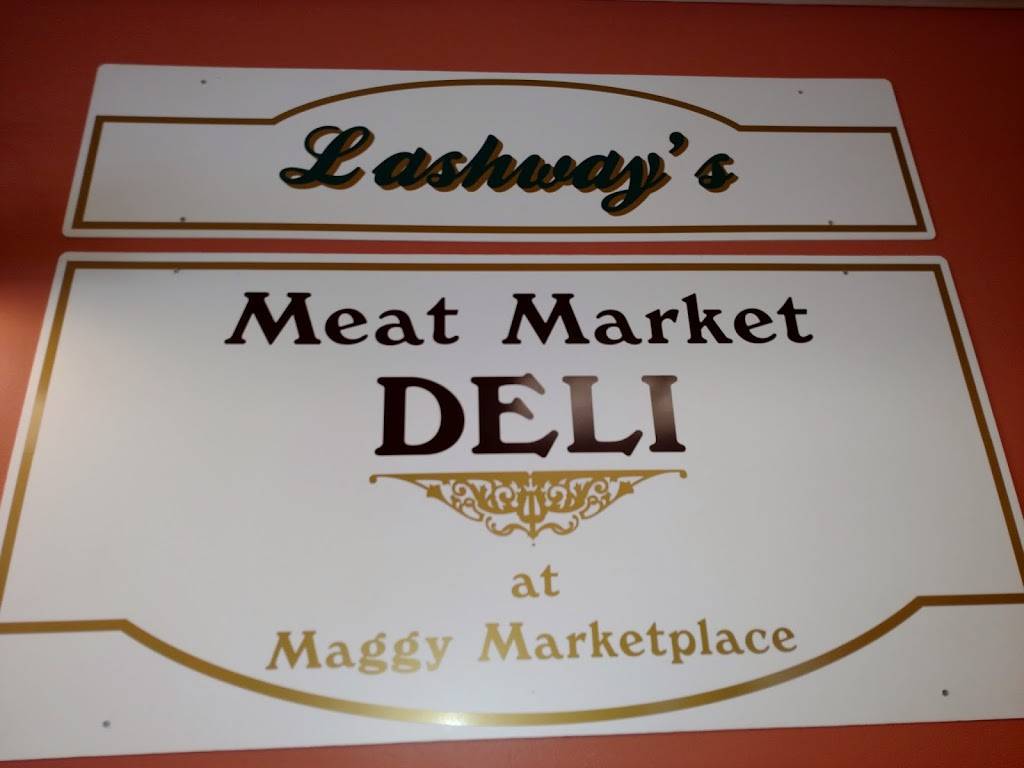 Lashway's
Meat Market
DELI
at
Maggy Marketplace